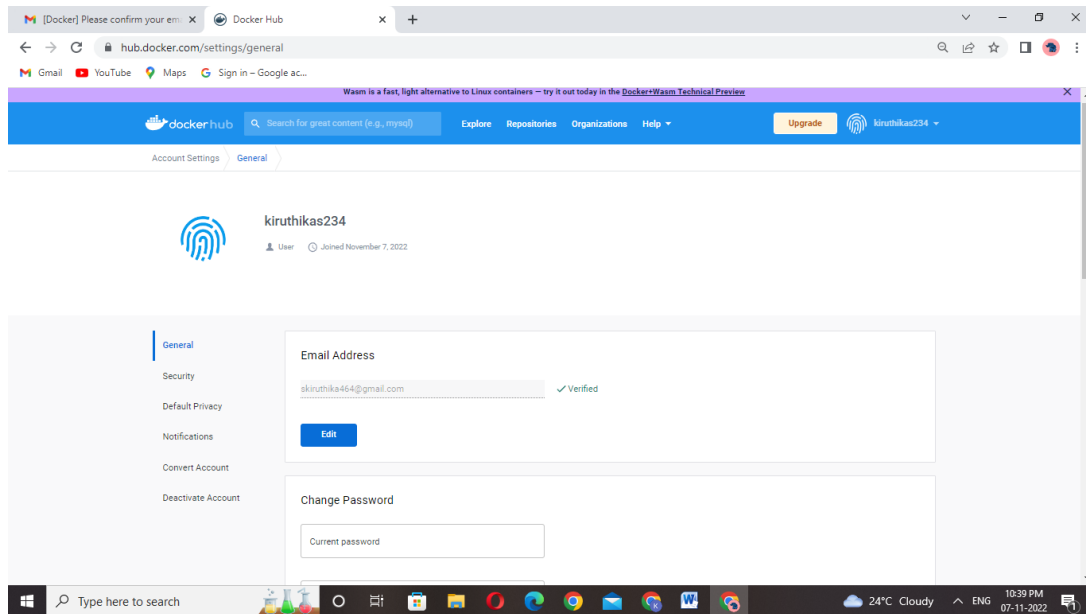 [Docker] Please confirm your em
Docker Hub
hub.docker.com/settings/general
Gmail YouTube Maps Sign in – Google ac...
Wasm is a fast, light alternative to Linux containers — try it out today in the Docker+Wasm Technical Preview
dockerhub Search for great content (e.g., mysql) Explore Repositories Organizations Help Upgrade kiruthikas234
Account Settings General
kiruthikas234
User Joined November 7, 2022
General
Security
Default Privacy
Notifications
Convert Account
Deactivate Account
Email Address
skiruthika464@gmail.com Verified
Edit
Change Password
Current password
Type here to search
24°C Cloudy ENG
10:39 PM
07-11-2022